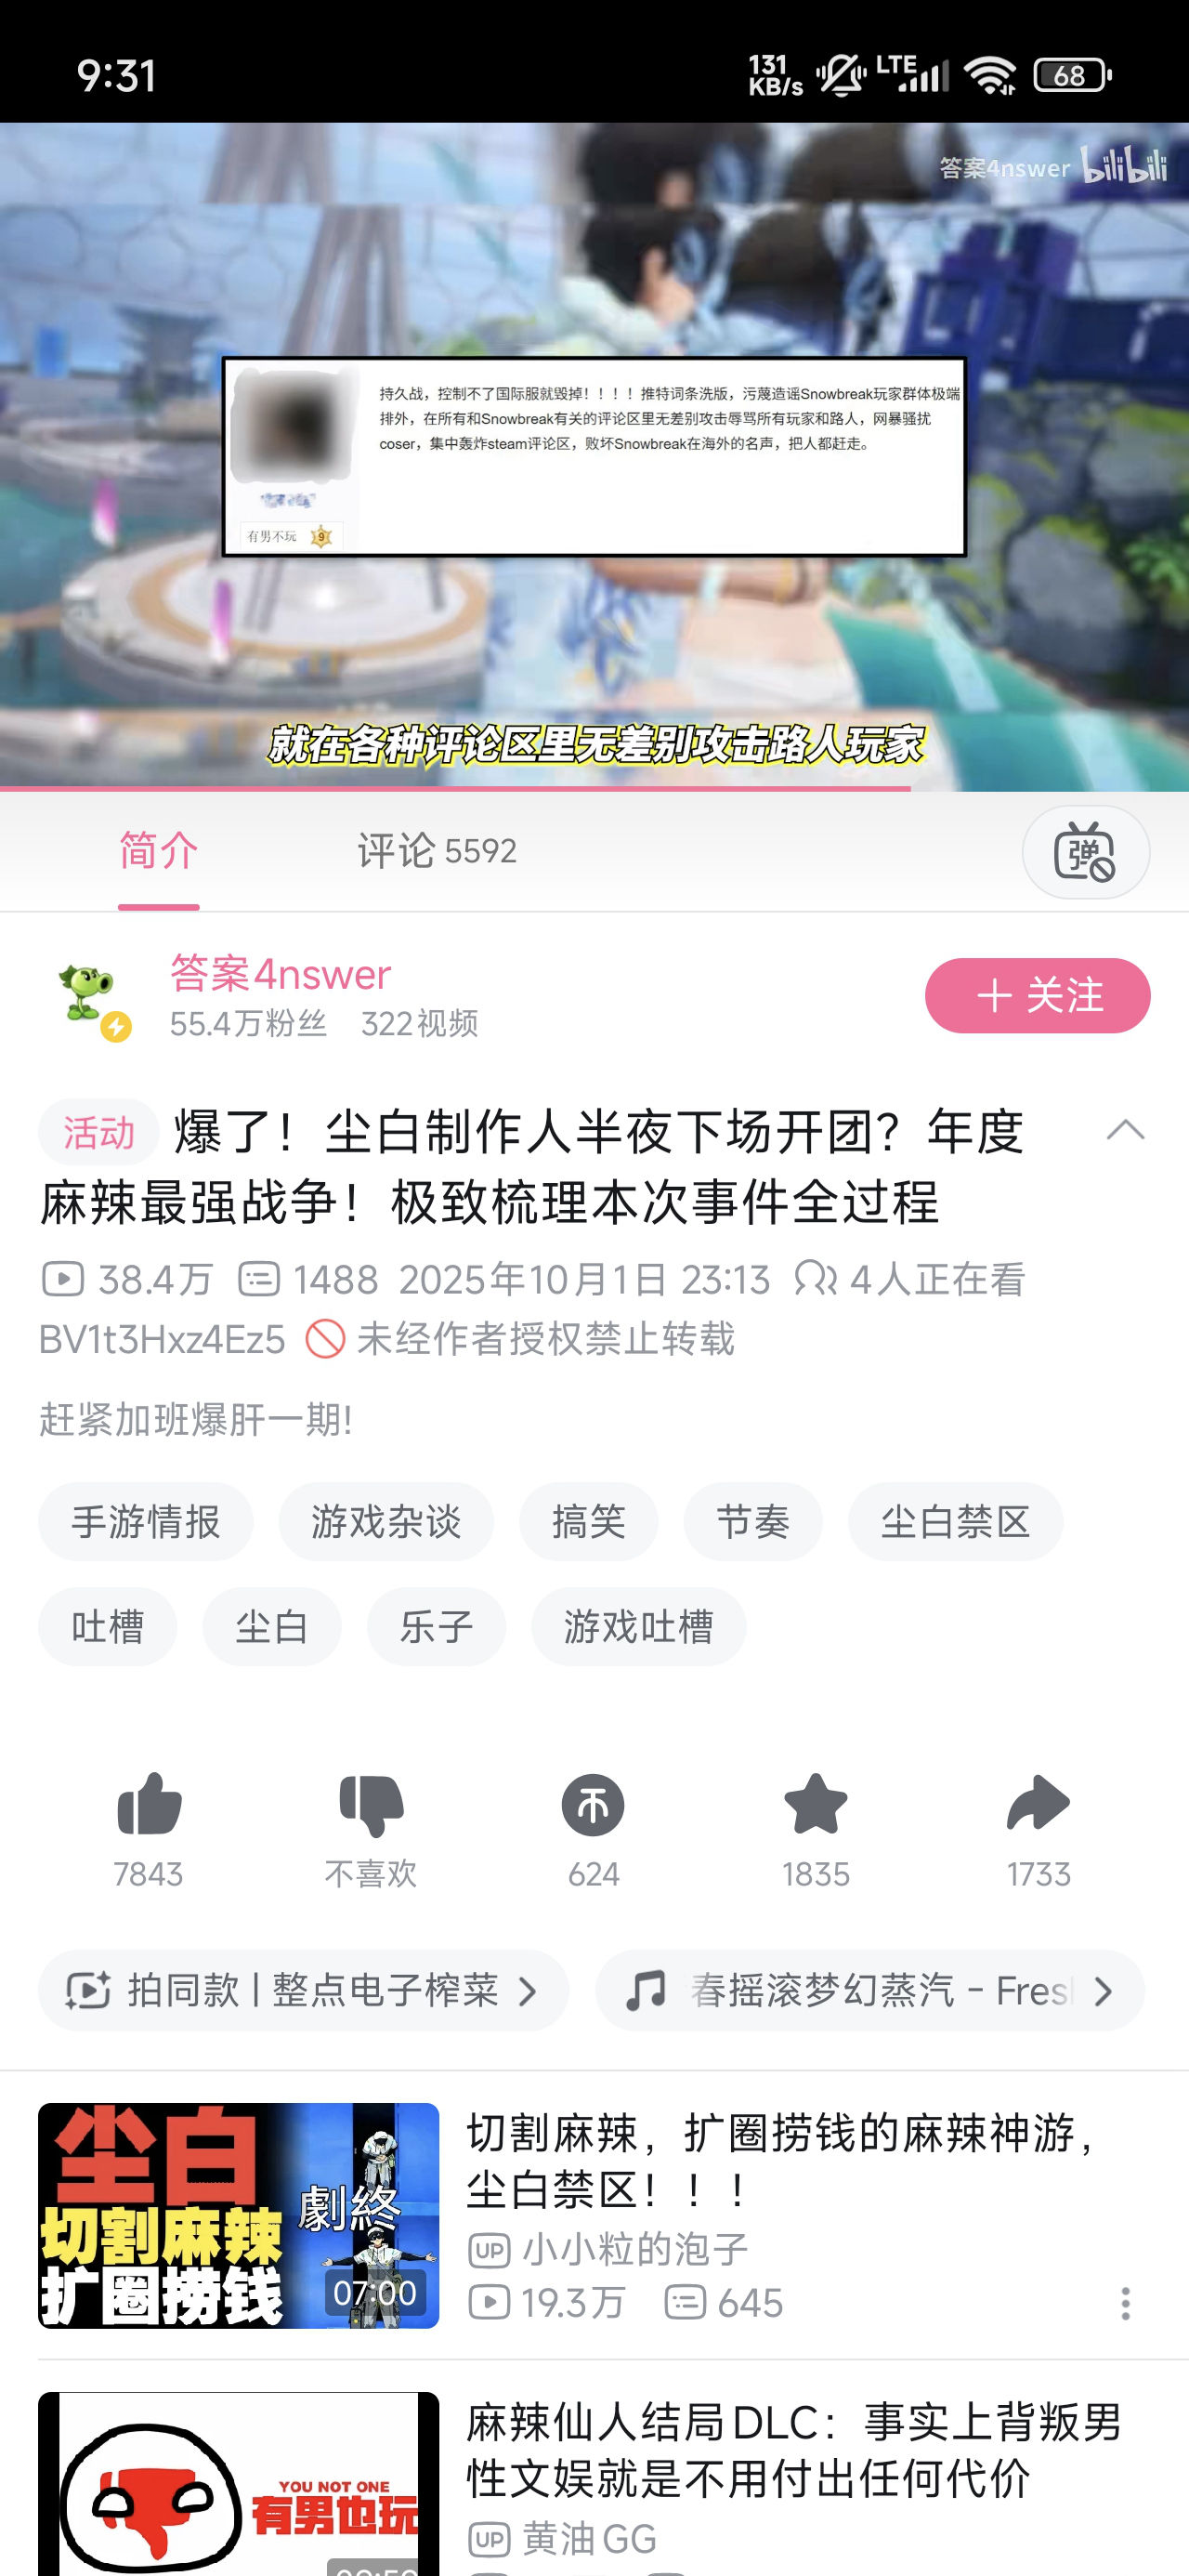 9:31
131
KB/s
LTE
68
答案4nswer bilibili
持久战，控制不了国际服就毁掉！！！！推特词条洗版，污蔑造谣Snowbreak玩家群体极端
排外，在所有和Snowbreak有关的评论区里无差别攻击辱骂所有玩家和路人，网暴骚扰
coser，集中轰炸steam评论区，败坏Snowbreak在海外的名声，把人都赶走。
有男不玩 9
就在各种评论区里无差别攻击路人玩家
简介
评论 5592
弹
答案4nswer
55.4万粉丝 322视频
＋关注
活动 爆了！尘白制作人半夜下场开团？年度
麻辣最强战争！极致梳理本次事件全过程
38.4万 1488 2025年10月1日 23:13 4人正在看
BV1t3Hxz4Ez5 未经作者授权禁止转载
赶紧加班爆肝一期!
手游情报 游戏杂谈 搞笑 节奏 尘白禁区
吐槽 尘白 乐子 游戏吐槽
7843 不喜欢 624 1835 1733
拍同款 | 整点电子榨菜
春摇滚梦幻蒸汽 - Fres
尘白
切割麻辣
扩圈捞钱
劇終
07:00
切割麻辣，扩圈捞钱的麻辣神游，
尘白禁区！！！
UP 小小粒的泡子
19.3万 645
YOU NOT ONE
有男也玩
麻辣仙人结局DLC：事实上背叛男
性文娱就是不用付出任何代价
UP 黄油GG